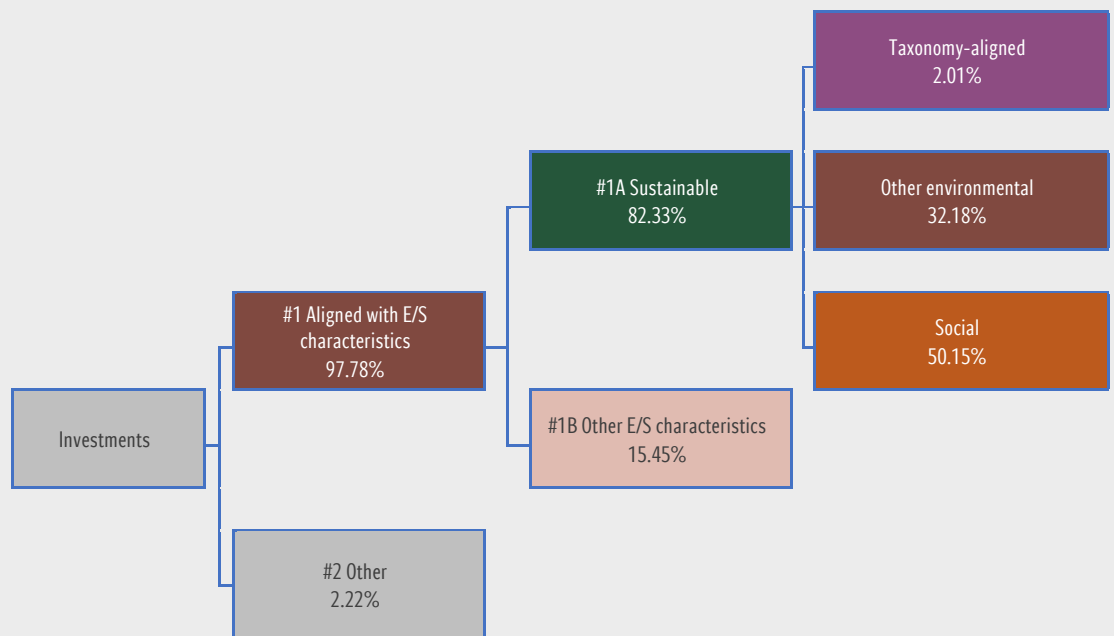 Taxonomy-aligned
2.01%
#1A Sustainable
82.33%
Other environmental
32.18%
#1 Aligned with E/S
characteristics
97.78%
Social
50.15%
Investments
#1B Other E/S characteristics
15.45%
#2 Other
2.22%